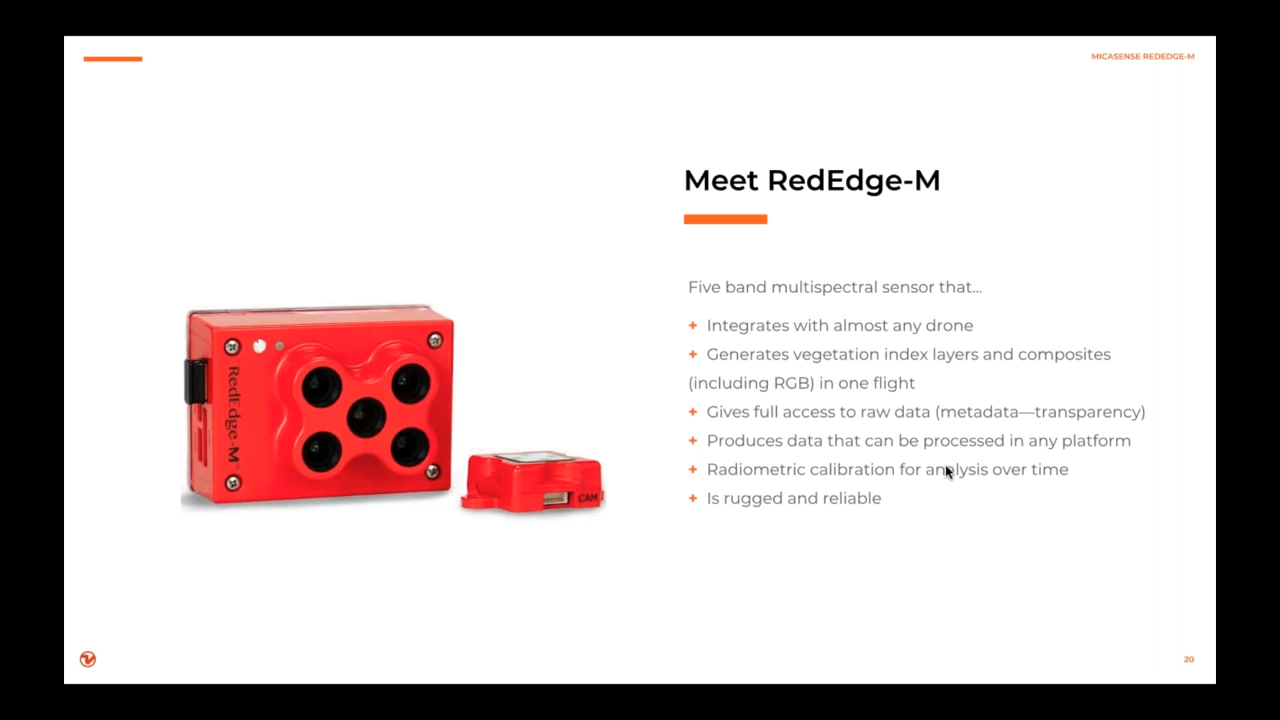 MICASENSE REDEDGE-M
Meet RedEdge-M
Five band multispectral sensor that...
+ Integrates with almost any drone
+ Generates vegetation index layers and composites
(including RGB) in one flight
+ Gives full access to raw data (metadata—transparency)
+ Produces data that can be processed in any platform
+ Radiometric calibration for analysis over time
+ Is rugged and reliable
RedEdge-M™
CAM
20